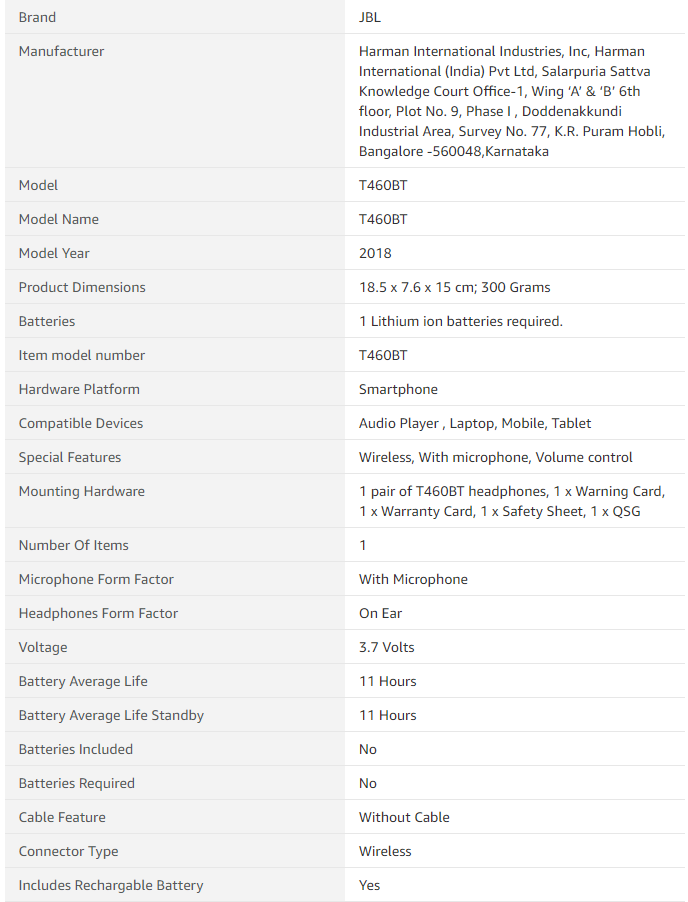 Brand JBL
Manufacturer Harman International Industries, Inc, Harman
International (India) Pvt Ltd, Salarpuria Sattva
Knowledge Court Office-1, Wing ‘A’ & ‘B’ 6th
floor, Plot No. 9, Phase I , Doddenakkundi
Industrial Area, Survey No. 77, K.R. Puram Hobli,
Bangalore -560048,Karnataka
Model T460BT
Model Name T460BT
Model Year 2018
Product Dimensions 18.5 x 7.6 x 15 cm; 300 Grams
Batteries 1 Lithium ion batteries required.
Item model number T460BT
Hardware Platform Smartphone
Compatible Devices Audio Player , Laptop, Mobile, Tablet
Special Features Wireless, With microphone, Volume control
Mounting Hardware 1 pair of T460BT headphones, 1 x Warning Card,
1 x Warranty Card, 1 x Safety Sheet, 1 x QSG
Number Of Items 1
Microphone Form Factor With Microphone
Headphones Form Factor On Ear
Voltage 3.7 Volts
Battery Average Life 11 Hours
Battery Average Life Standby 11 Hours
Batteries Included No
Batteries Required No
Cable Feature Without Cable
Connector Type Wireless
Includes Rechargable Battery Yes